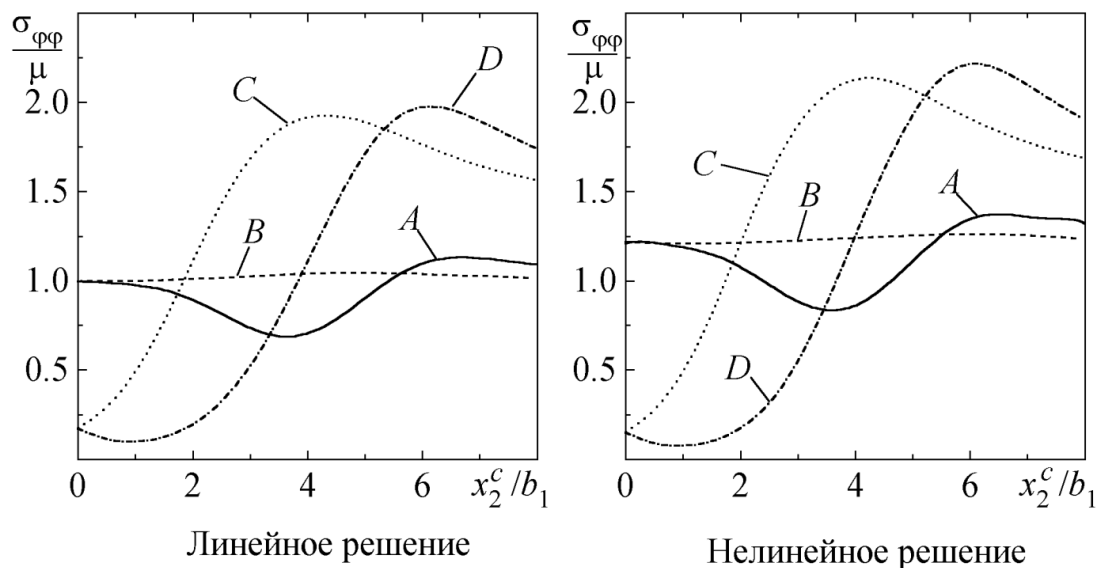 σφφ
μ
2.0
1.5
1.0
0.5
C
D
B
A
0
2
4
6
x₂ᶜ/b₁
Линейное решение
σφφ
μ
2.0
1.5
1.0
0.5
C
B
A
D
0
2
4
6
x₂ᶜ/b₁
Нелинейное решение